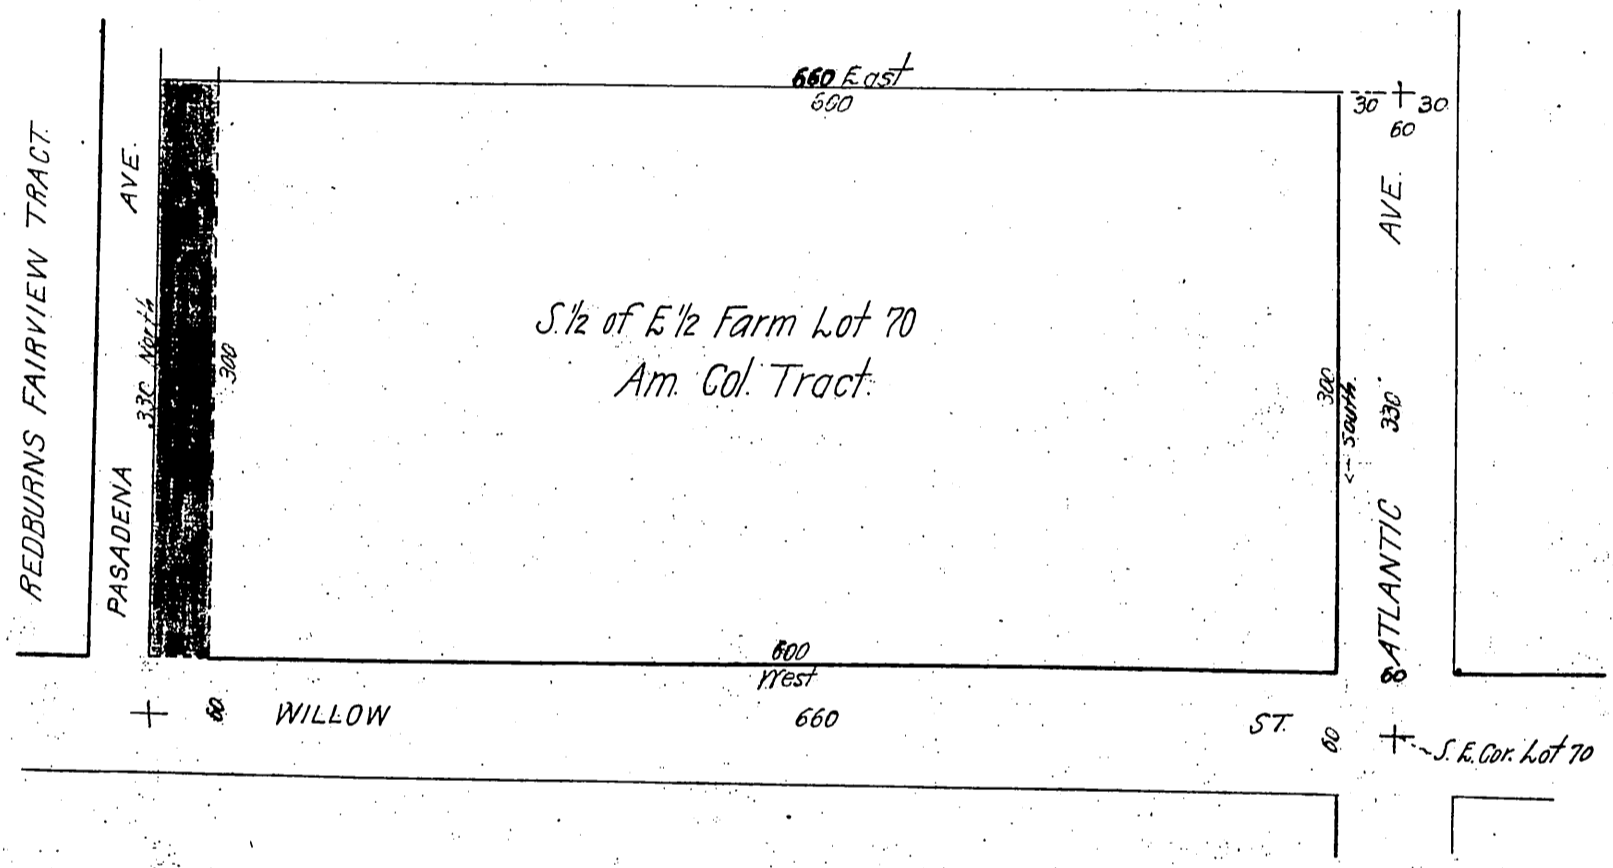 660 East
600
30
30
60
REDBURNS FAIRVIEW TRACT.
AVE.
PASADENA
330 North
300
S. 1/2 of E 1/2 Farm Lot 70
Am. Col. Tract.
300
<-- South.
AVE.
330
ATLANTIC
60
600
West
60
WILLOW
660
ST.
60
S. E. Cor. Lot 70